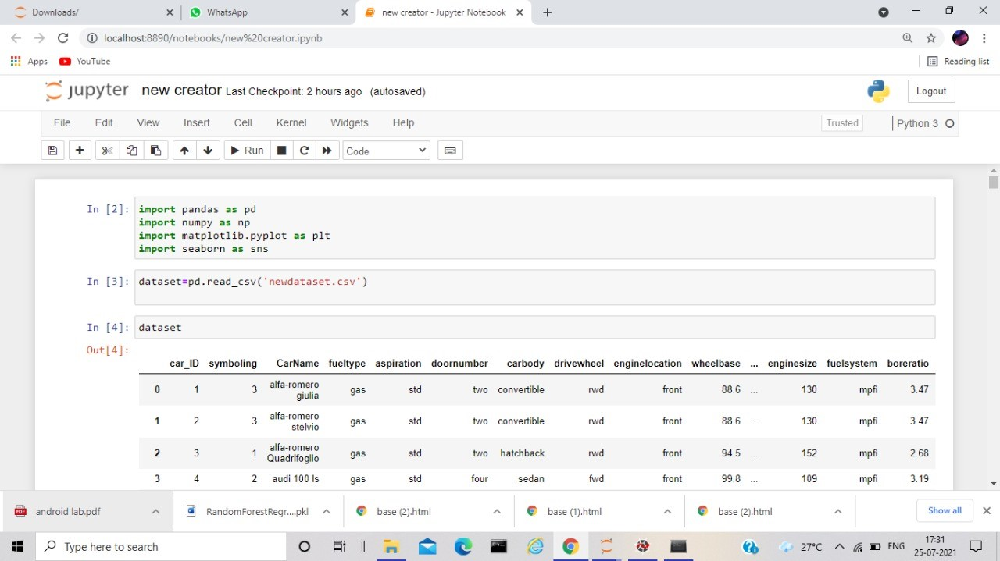 Downloads/
WhatsApp
new creator - Jupyter Notebook
localhost:8890/notebooks/new%20creator.ipynb
Apps YouTube Reading list
jupyter new creator Last Checkpoint: 2 hours ago (autosaved) Logout
File Edit View Insert Cell Kernel Widgets Help Trusted Python 3
Run Code
In [2]: import pandas as pd
import numpy as np
import matplotlib.pyplot as plt
import seaborn as sns
In [3]: dataset=pd.read_csv('newdataset.csv')
In [4]: dataset
Out[4]:
car_ID symboling CarName fueltype aspiration doornumber carbody drivewheel enginelocation wheelbase ... enginesize fuelsystem boreratio
0 1 3 alfa-romero giulia gas std two convertible rwd front 88.6 ... 130 mpfi 3.47
1 2 3 alfa-romero stelvio gas std two convertible rwd front 88.6 ... 130 mpfi 3.47
2 3 1 alfa-romero Quadrifoglio gas std two hatchback rwd front 94.5 ... 152 mpfi 2.68
3 4 2 audi 100 ls gas std four sedan fwd front 99.8 ... 109 mpfi 3.19
android lab.pdf RandomForestRegr....pkl base (2).html base (1).html base (2).html Show all
Type here to search 27°C ENG 17:31
25-07-2021